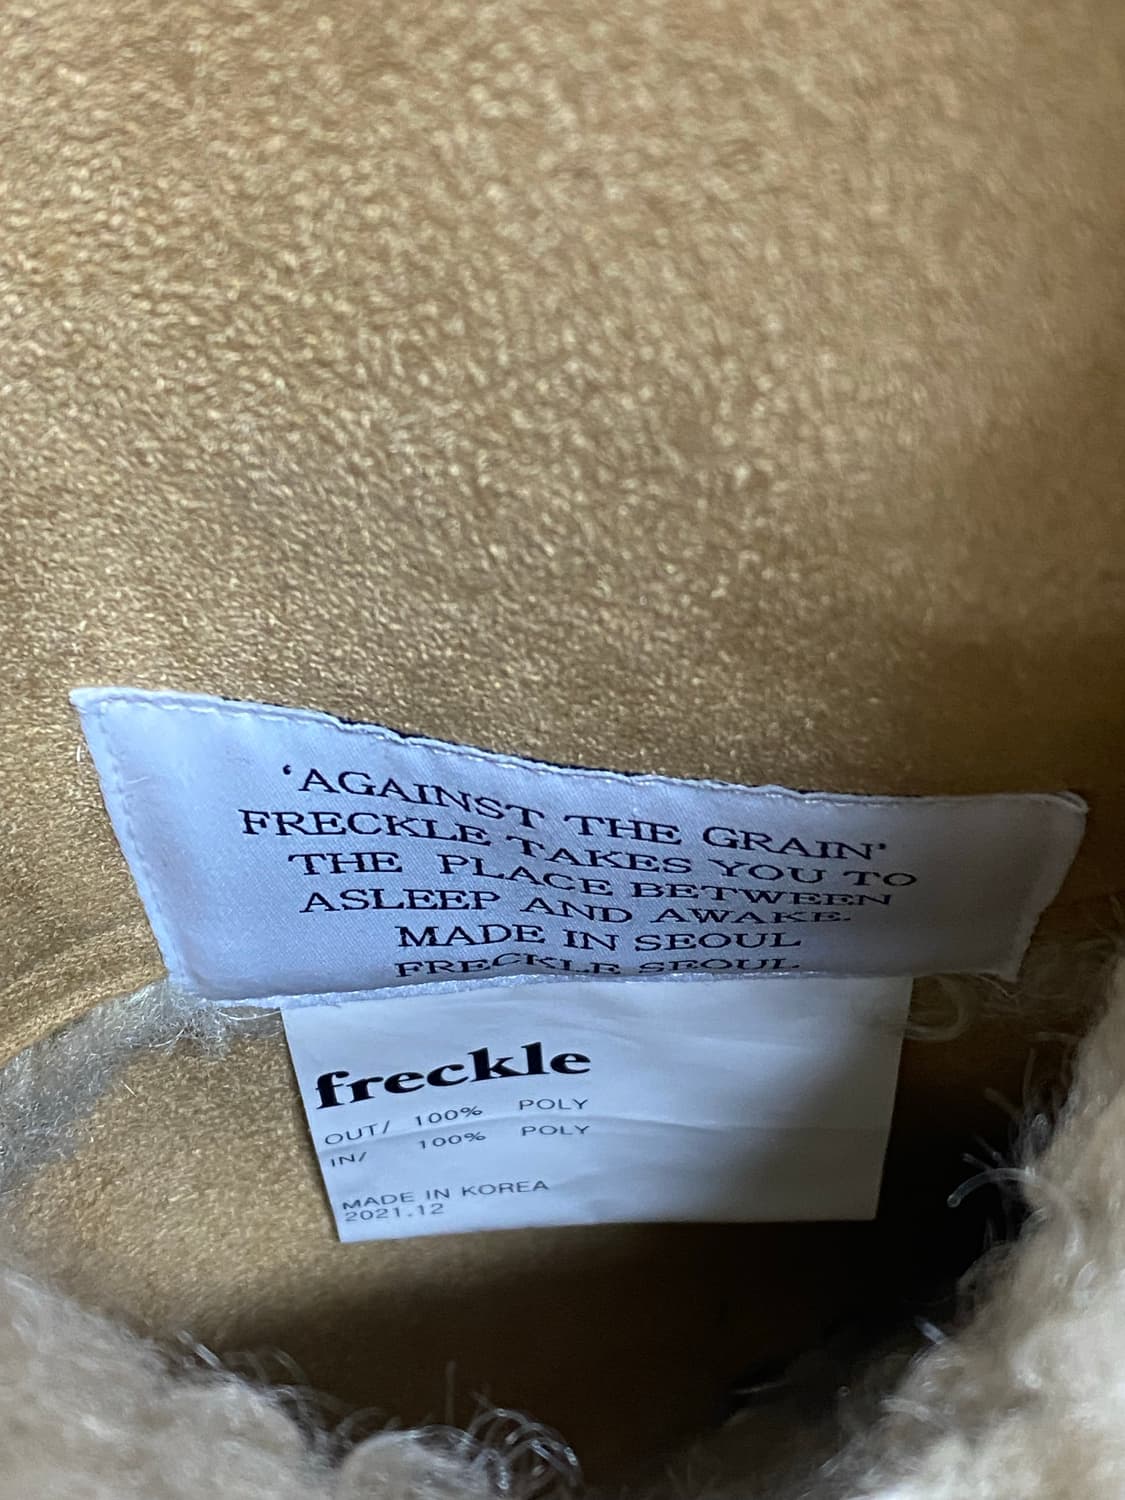 ‘AGAINST THE GRAIN’
FRECKLE TAKES YOU TO
THE PLACE BETWEEN
ASLEEP AND AWAKE.
MADE IN SEOUL
FRECKLE SEOUL
freckle
OUT/ 100% POLY
IN/ 100% POLY
MADE IN KOREA
2021.12